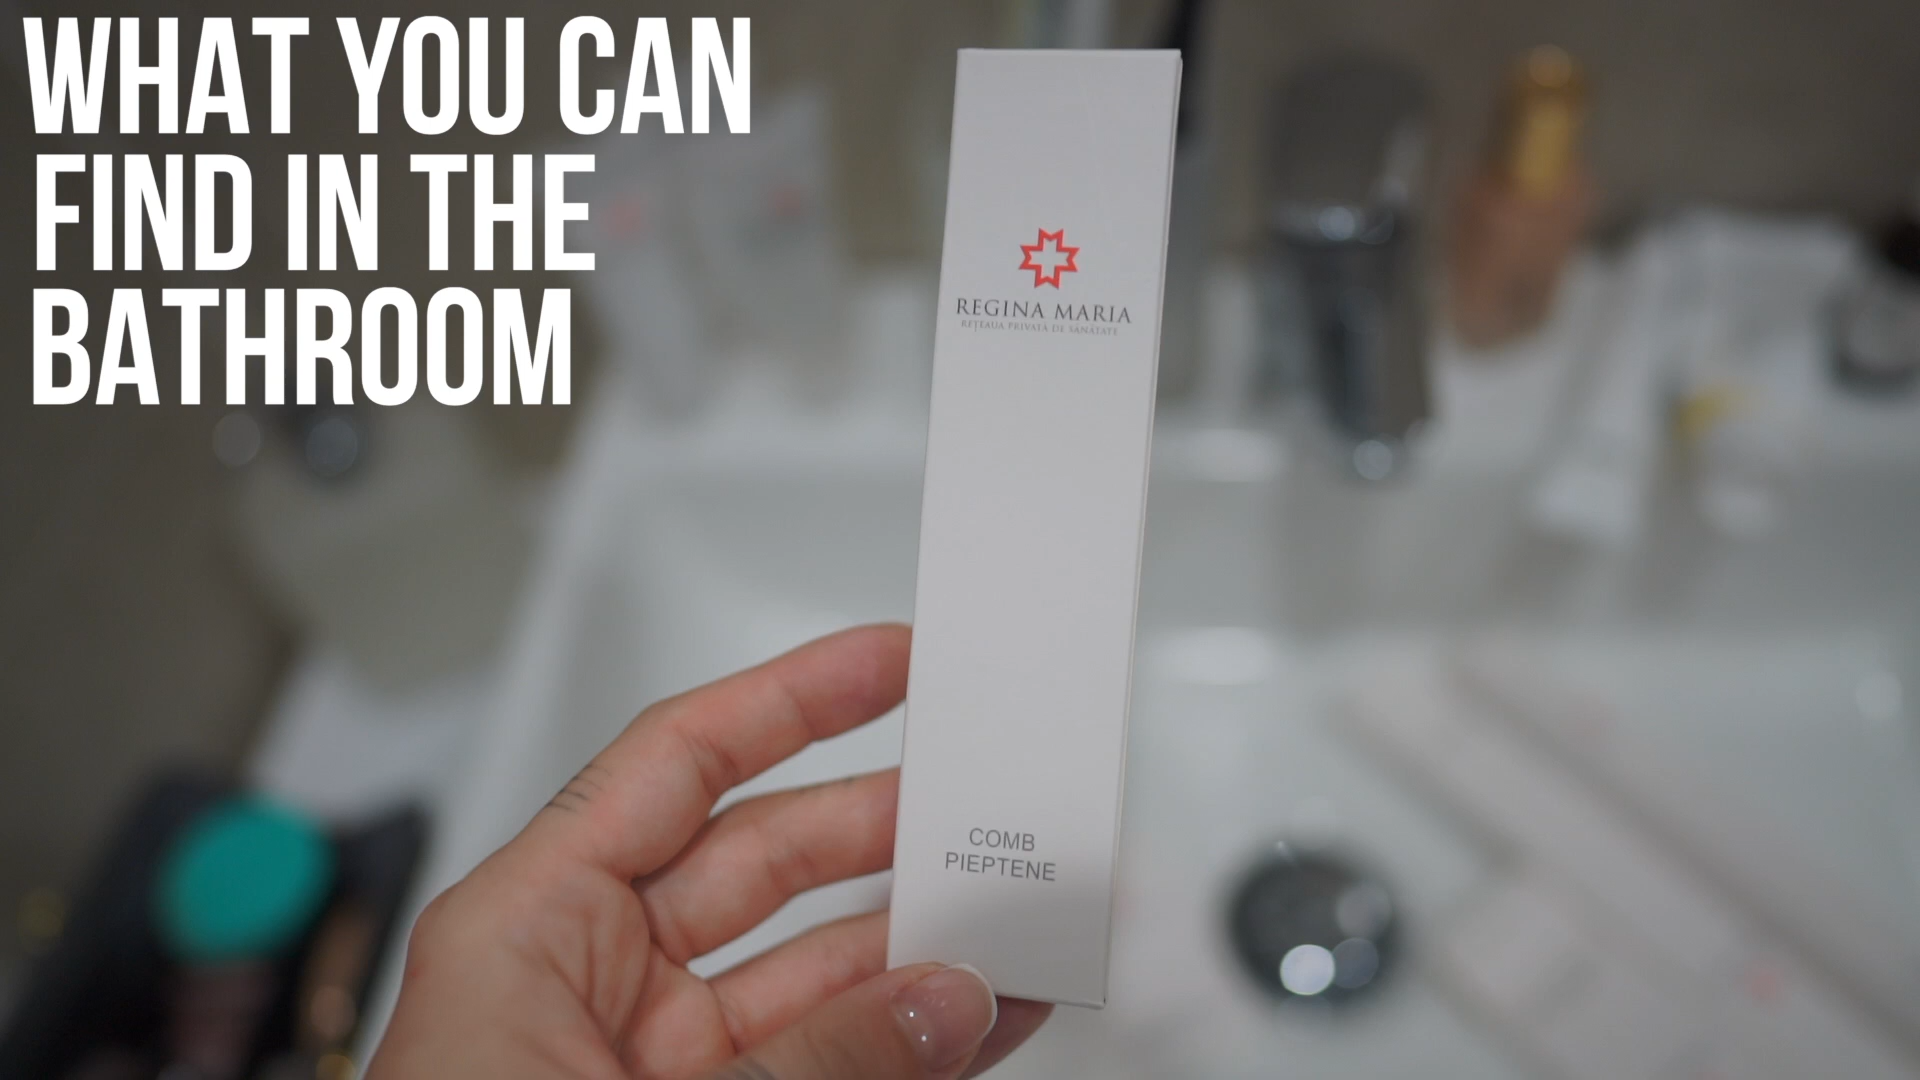 WHAT YOU CAN
FIND IN THE
BATHROOM
REGINA MARIA
REȚEAUA PRIVATĂ DE SĂNĂTATE
COMB
PIEPTENE